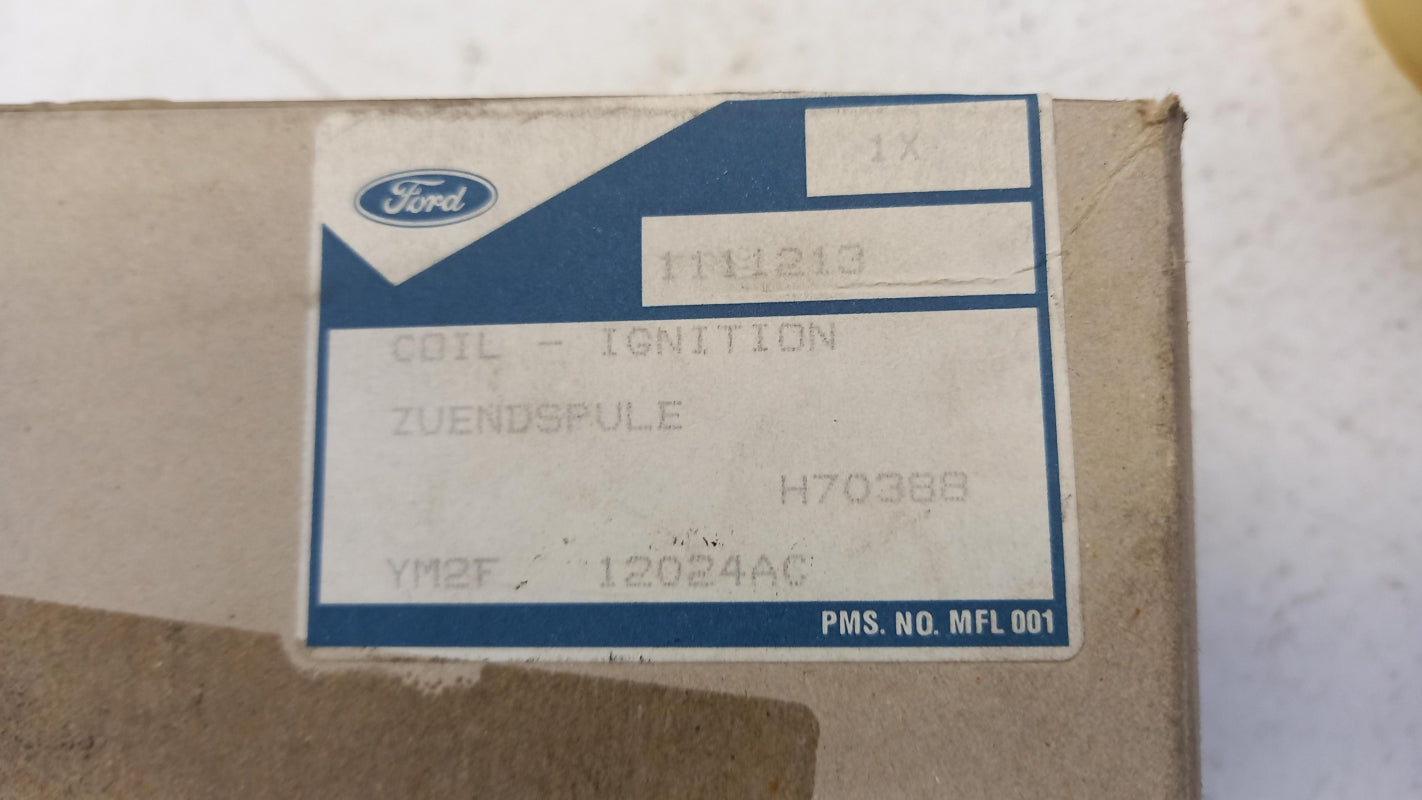 Ford
1X
1111213
COIL - IGNITION
ZUENDSPULE
H70388
YM2F 12024AC
PMS. NO. MFL 001